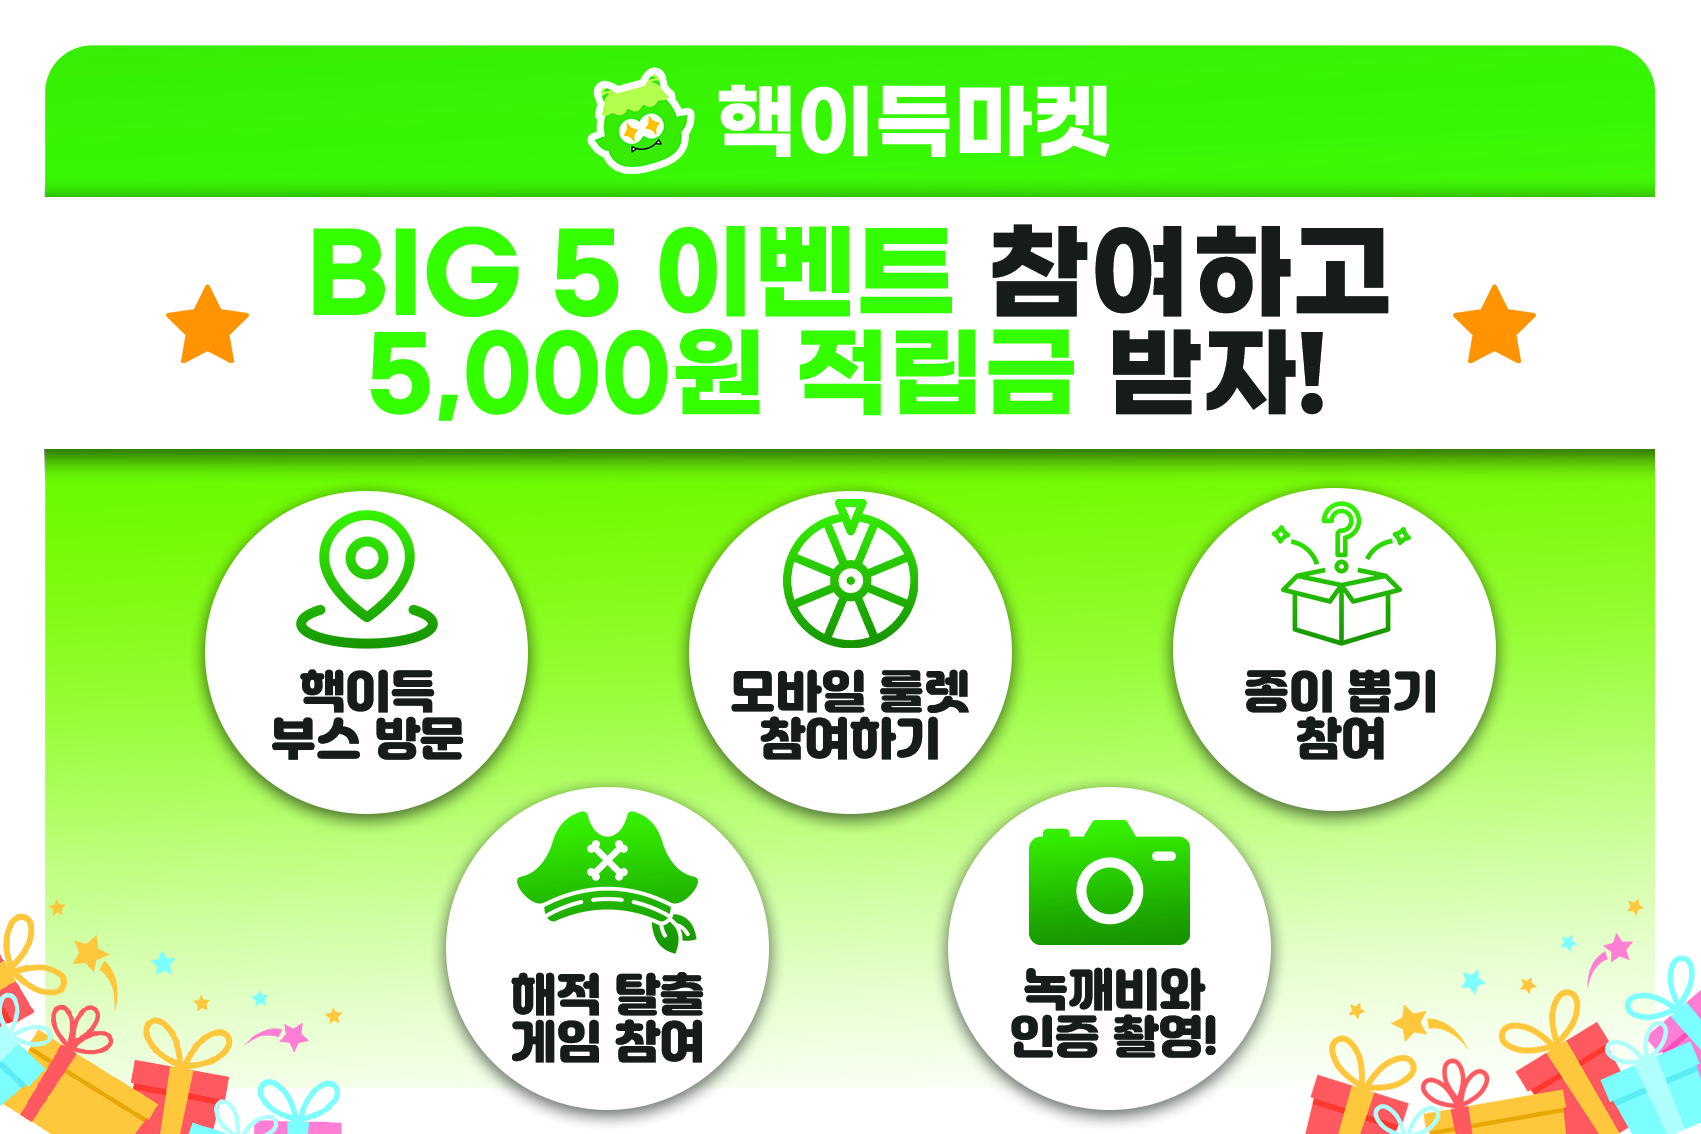 핵이득마켓
BIG 5 이벤트 참여하고
5,000원 적립금 받자!
핵이득
부스 방문
모바일 룰렛
참여하기
종이 뽑기
참여
해적 탈출
게임 참여
녹깨비와
인증 촬영!